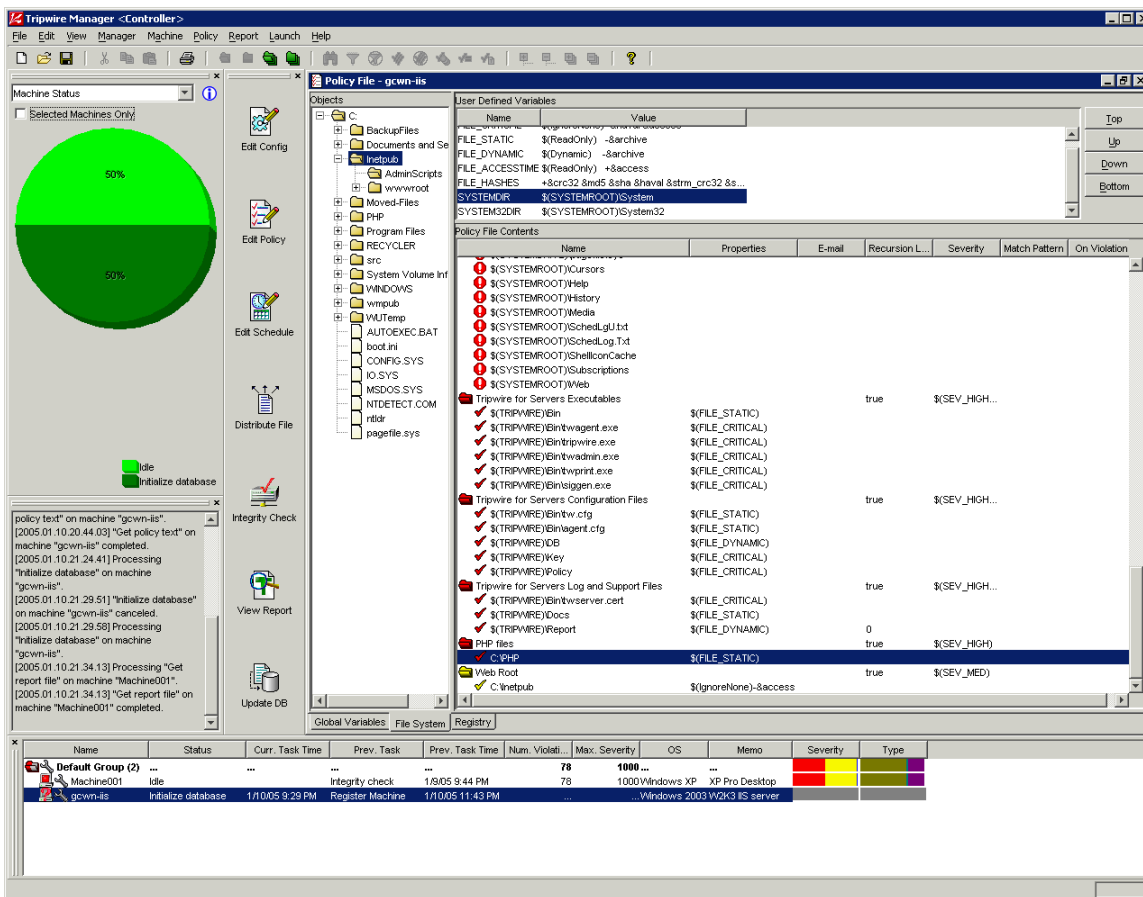 Tripwire Manager <Controller>
File Edit View Manager Machine Policy Report Launch Help
Machine Status
Selected Machines Only
50%
50%
Idle
Initialize database
policy text" on machine "gcwn-iis".
[2005.01.10.20.44.03] "Get policy text" on
machine "gcwn-iis" completed.
[2005.01.10.21.24.41] Processing
"Initialize database" on machine
"gcwn-iis".
[2005.01.10.21.29.51] "Initialize database"
on machine "gcwn-iis" canceled.
[2005.01.10.21.29.58] Processing
"Initialize database" on machine
"gcwn-iis".
[2005.01.10.21.34.13] Processing "Get
report file" on machine "Machine001".
[2005.01.10.21.34.13] "Get report file" on
machine "Machine001" completed.
Edit Config
Edit Policy
Edit Schedule
Distribute File
Integrity Check
View Report
Update DB
Policy File - gcwn-iis
Objects
C:
BackupFiles
Documents and Se
Inetpub
AdminScripts
wwwroot
Moved-Files
PHP
Program Files
RECYCLER
src
System Volume Inf
WINDOWS
wmpub
WUTemp
AUTOEXEC.BAT
boot.ini
CONFIG.SYS
IO.SYS
MSDOS.SYS
NTDETECT.COM
ntldr
pagefile.sys
Global Variables File System Registry
User Defined Variables
Name Value
FILE_STATIC $(ReadOnly) -&archive
FILE_DYNAMIC $(Dynamic) -&archive
FILE_ACCESSTIME $(ReadOnly) +&access
FILE_HASHES +&crc32 &md5 &sha &haval &strm_crc32 &s...
SYSTEMDIR $(SYSTEMROOT)\System
SYSTEM32DIR $(SYSTEMROOT)\System32
Top
Up
Down
Bottom
Policy File Contents
Name Properties E-mail Recursion L... Severity Match Pattern On Violation
$(SYSTEMROOT)\Cursors
$(SYSTEMROOT)\Help
$(SYSTEMROOT)\History
$(SYSTEMROOT)\Media
$(SYSTEMROOT)\SchedLgU.txt
$(SYSTEMROOT)\SchedLog.Txt
$(SYSTEMROOT)\ShellIconCache
$(SYSTEMROOT)\Subscriptions
$(SYSTEMROOT)\Web
Tripwire for Servers Executables true $(SEV_HIGH...
$(TRIPWIRE)\Bin $(FILE_STATIC)
$(TRIPWIRE)\Bin\twagent.exe $(FILE_CRITICAL)
$(TRIPWIRE)\Bin\tripwire.exe $(FILE_CRITICAL)
$(TRIPWIRE)\Bin\twadmin.exe $(FILE_CRITICAL)
$(TRIPWIRE)\Bin\twprint.exe $(FILE_CRITICAL)
$(TRIPWIRE)\Bin\siggen.exe $(FILE_CRITICAL)
Tripwire for Servers Configuration Files true $(SEV_HIGH...
$(TRIPWIRE)\Bin\tw.cfg $(FILE_STATIC)
$(TRIPWIRE)\Bin\agent.cfg $(FILE_STATIC)
$(TRIPWIRE)\DB $(FILE_DYNAMIC)
$(TRIPWIRE)\Key $(FILE_CRITICAL)
$(TRIPWIRE)\Policy $(FILE_CRITICAL)
Tripwire for Servers Log and Support Files true $(SEV_HIGH...
$(TRIPWIRE)\Bin\twserver.cert $(FILE_CRITICAL)
$(TRIPWIRE)\Docs $(FILE_STATIC)
$(TRIPWIRE)\Report $(FILE_DYNAMIC) 0
PHP files true $(SEV_HIGH)
C:\PHP $(FILE_STATIC)
Web Root true $(SEV_MED)
C:\Inetpub $(IgnoreNone)-&access
Name Status Curr. Task Time Prev. Task Prev. Task Time Num. Violati... Max. Severity OS Memo Severity Type
Default Group (2) ... ... ... ... 78 1000 ... ...
Machine001 Idle Integrity check 1/9/05 9:44 PM 78 1000 Windows XP XP Pro Desktop
gcwn-iis Initialize database 1/10/05 9:29 PM Register Machine 1/10/05 11:43 PM ... ... Windows 2003 W2K3 IIS server